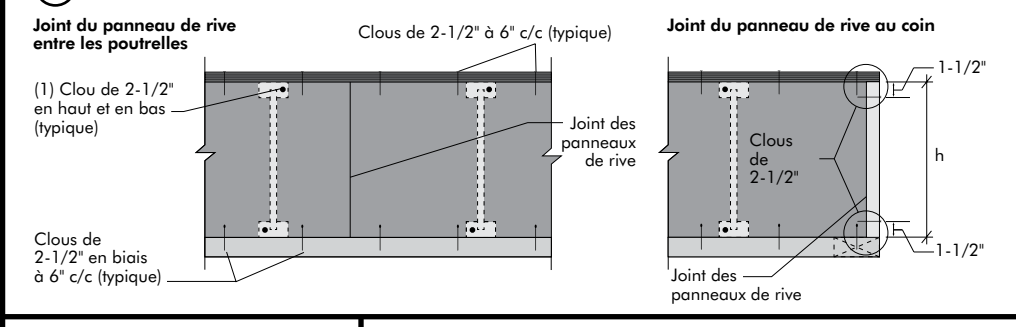 Joint du panneau de rive
entre les poutrelles
Clous de 2-1/2" à 6" c/c (typique)
(1) Clou de 2-1/2"
en haut et en bas
(typique)
Joint des
panneaux
de rive
Clous de
2-1/2" en biais
à 6" c/c (typique)
Joint du panneau de rive au coin
1-1/2"
Clous
de
2-1/2"
h
1-1/2"
Joint des
panneaux de rive